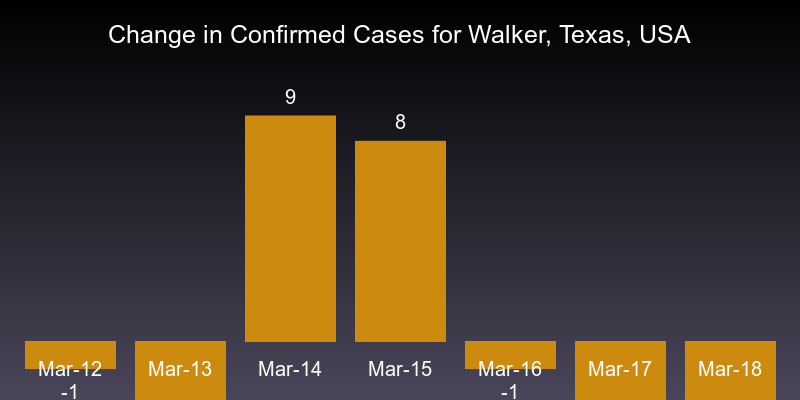 Change in Confirmed Cases for Walker, Texas, USA
9
8
Mar-12 Mar-13 Mar-14 Mar-15 Mar-16 Mar-17 Mar-18
-1 -1